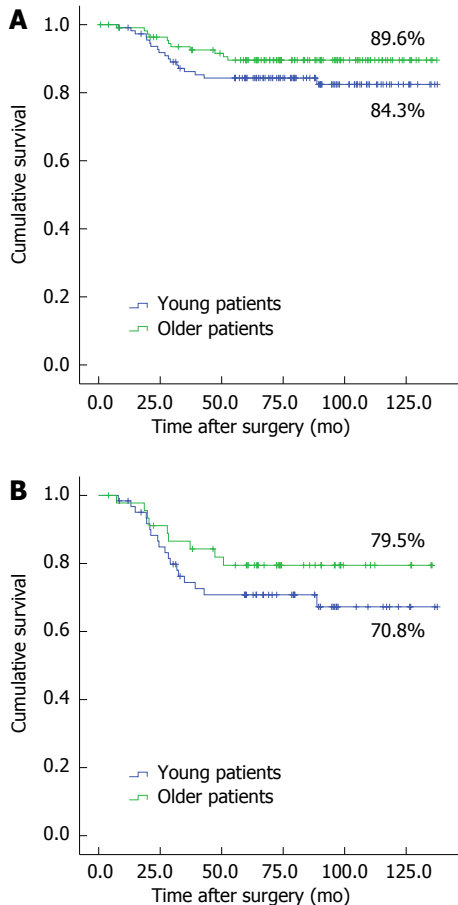 A
1.0
0.8
0.6
0.4
0.2
0.0
Cumulative survival
89.6%
84.3%
Young patients
Older patients
0.0 25.0 50.0 75.0 100.0 125.0
Time after surgery (mo)
B
1.0
0.8
0.6
0.4
0.2
0.0
Cumulative survival
79.5%
70.8%
Young patients
Older patients
0.0 25.0 50.0 75.0 100.0 125.0
Time after surgery (mo)